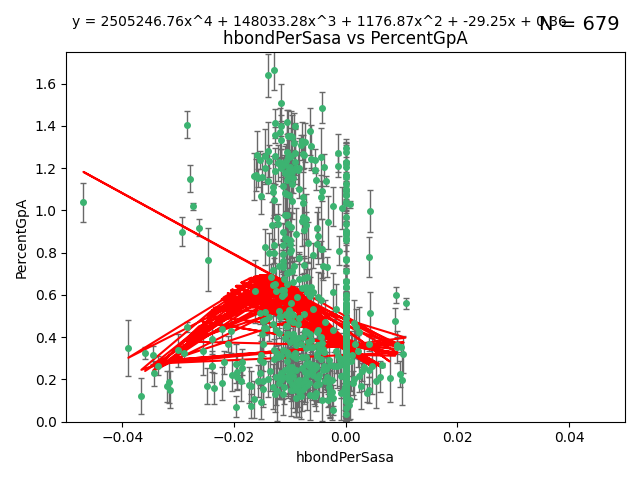 y = 2505246.76x^4 + 148033.28x^3 + 1176.87x^2 + -29.25x + 0.36
N = 679
hbondPerSasa vs PercentGpA
1.6
1.4
1.2
1.0
0.8
0.6
0.4
0.2
0.0
PercentGpA
−0.04 −0.02 0.00 0.02 0.04
hbondPerSasa